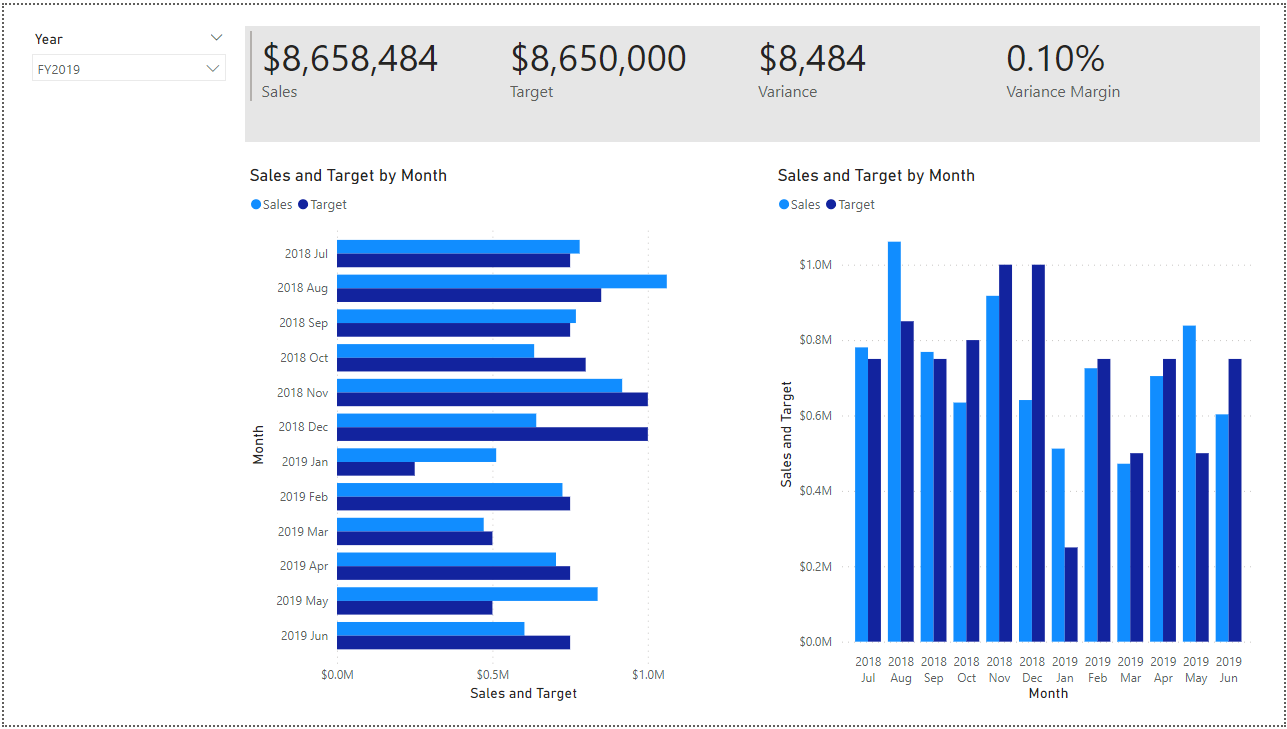 Year
FY2019
$8,658,484
Sales
$8,650,000
Target
$8,484
Variance
0.10%
Variance Margin
Sales and Target by Month
Sales Target
Month
2018 Jul
2018 Aug
2018 Sep
2018 Oct
2018 Nov
2018 Dec
2019 Jan
2019 Feb
2019 Mar
2019 Apr
2019 May
2019 Jun
$0.0M $0.5M $1.0M
Sales and Target
Sales and Target by Month
Sales Target
Sales and Target
$1.0M
$0.8M
$0.6M
$0.4M
$0.2M
$0.0M
2018 2018 2018 2018 2018 2018 2019 2019 2019 2019 2019 2019
Jul Aug Sep Oct Nov Dec Jan Feb Mar Apr May Jun
Month